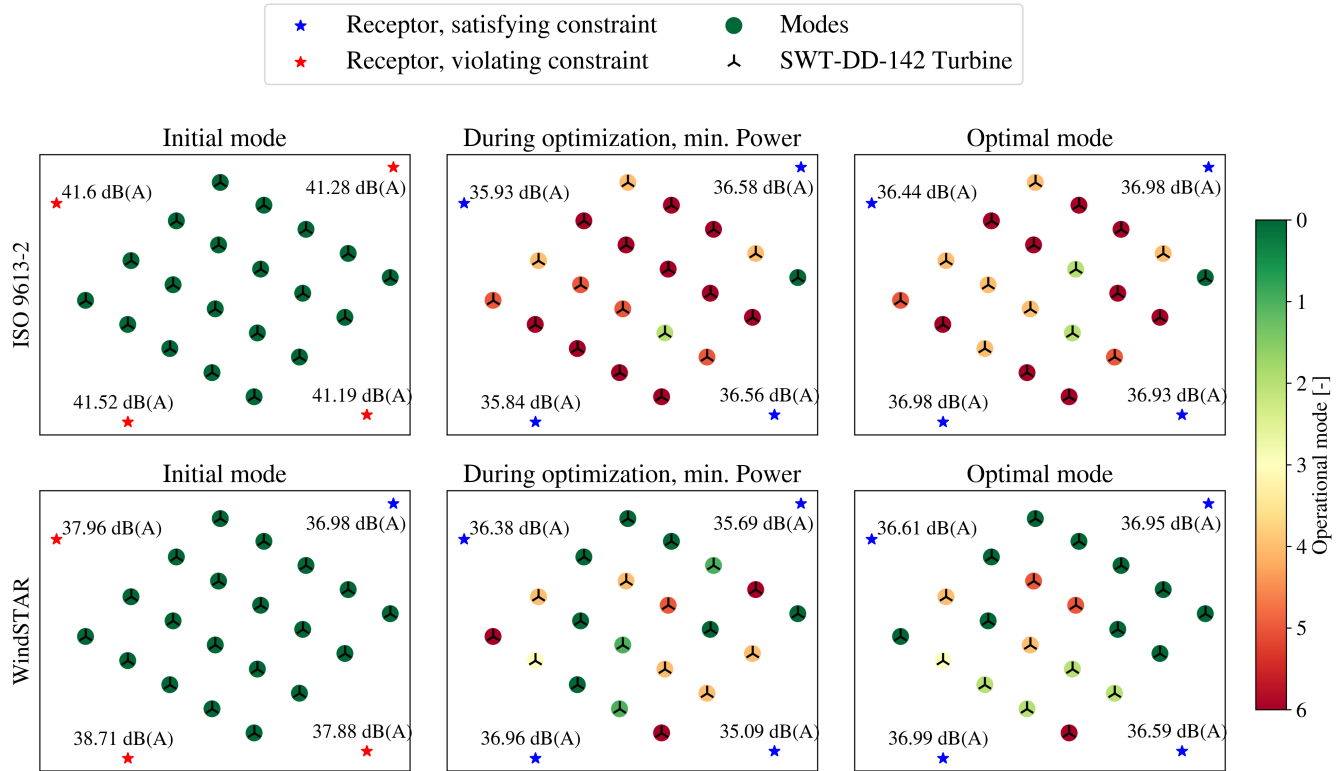 Receptor, satisfying constraint
Modes
Receptor, violating constraint
SWT-DD-142 Turbine
Initial mode
During optimization, min. Power
Optimal mode
ISO 9613-2
41.6 dB(A)
41.28 dB(A)
41.52 dB(A)
41.19 dB(A)
35.93 dB(A)
36.58 dB(A)
35.84 dB(A)
36.56 dB(A)
36.44 dB(A)
36.98 dB(A)
36.98 dB(A)
36.93 dB(A)
Initial mode
During optimization, min. Power
Optimal mode
WindSTAR
37.96 dB(A)
36.98 dB(A)
38.71 dB(A)
37.88 dB(A)
36.38 dB(A)
35.69 dB(A)
36.96 dB(A)
35.09 dB(A)
36.61 dB(A)
36.95 dB(A)
36.99 dB(A)
36.59 dB(A)
0
1
2
3
4
5
6
Operational mode [-]